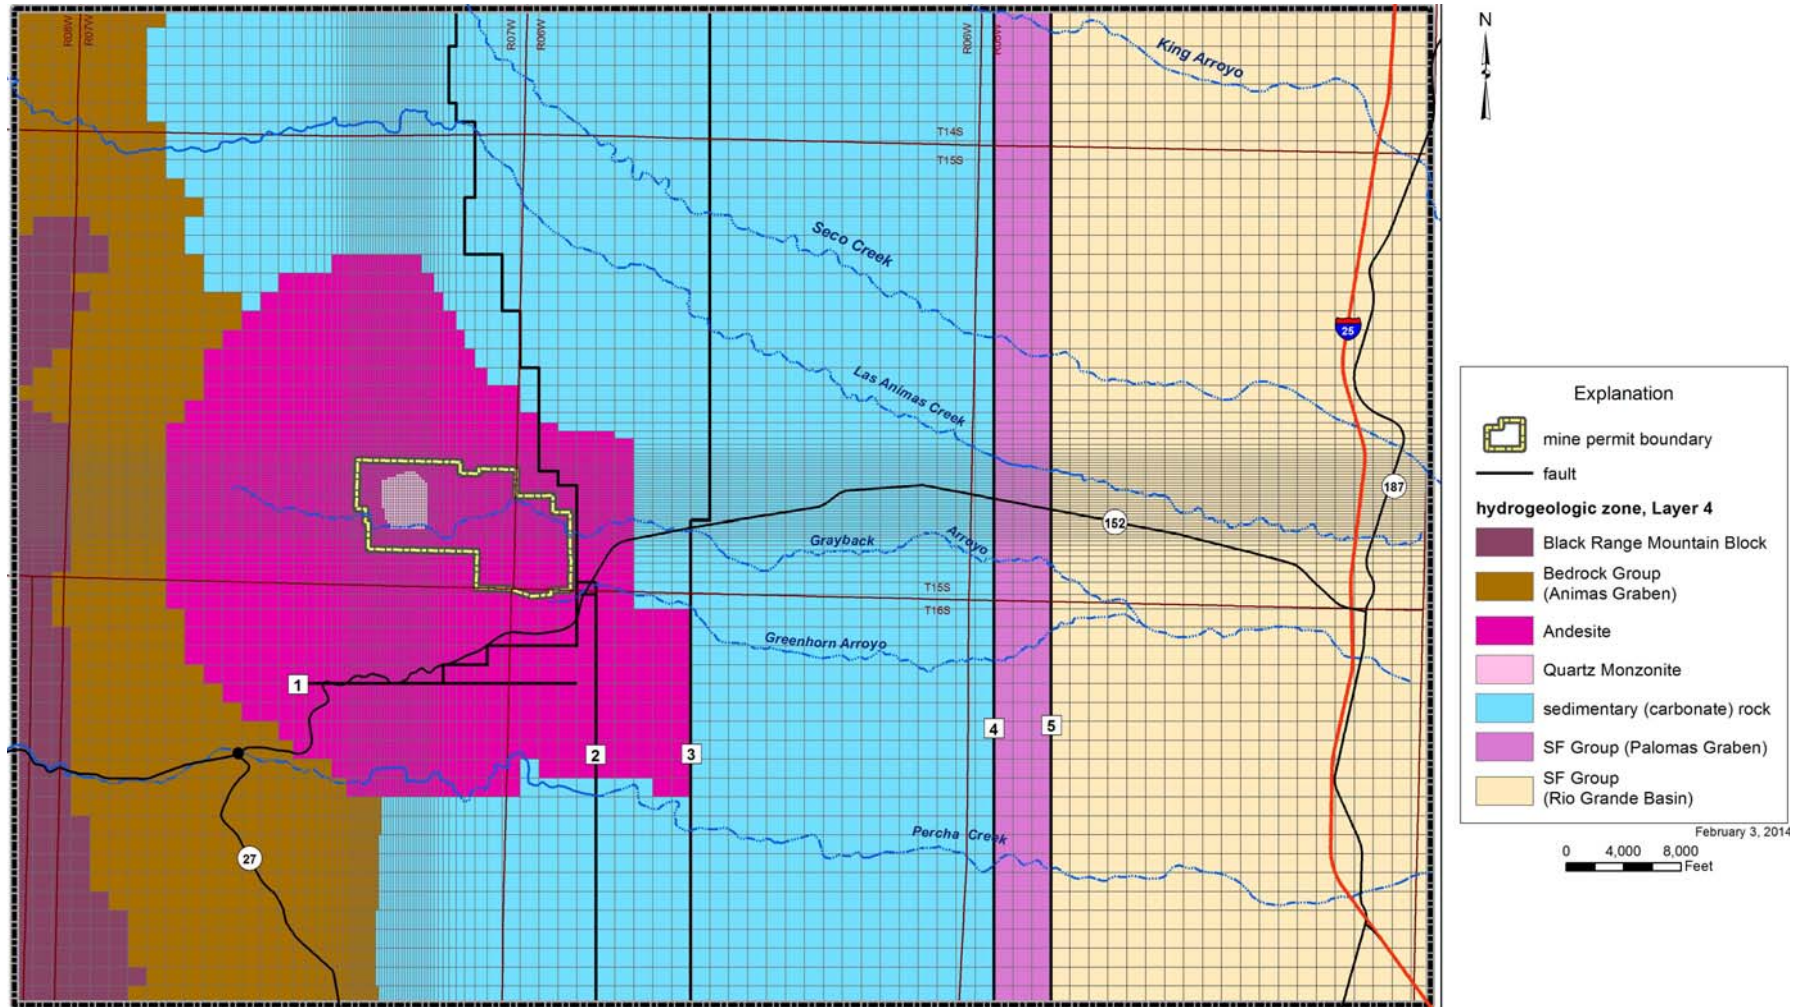 R08W
R07W
R07W
R06W
R06W
R05W
King Arroyo
T14S
T15S
Seco Creek
25
Las Animas Creek
187
152
Grayback Arroyo
T15S
T16S
Greenhorn Arroyo
1
2
3
4
5
Percha Creek
27
N
Explanation
mine permit boundary
fault
hydrogeologic zone, Layer 4
Black Range Mountain Block
Bedrock Group
(Animas Graben)
Andesite
Quartz Monzonite
sedimentary (carbonate) rock
SF Group (Palomas Graben)
SF Group
(Rio Grande Basin)
February 3, 2014
0 4,000 8,000
Feet